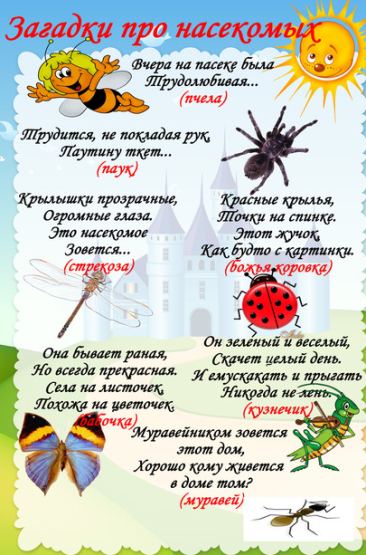 Загадки про насекомых
Вчера на пасеке была
Трудолюбивая...
(пчела)
Трудится, не покладая рук,
Паутину ткет...
(паук)
Крылышки прозрачные,
Огромные глаза.
Это насекомое
Зовется...
(стрекоза)
Красные крылья,
Точки на спинке.
Этот жучок,
Как будто с картинки.
(божья коровка)
Она бывает раная,
Но всегда прекрасная.
Села на листочек,
Похожа на цветочек.
(бабочка)
Он зеленый и веселый,
Скачет целый день.
И емускакать и прыгать
Никогда не лень.
(кузнечик)
Муравейником зовется
этот дом,
Хорошо кому живется
в доме том?
(муравей)